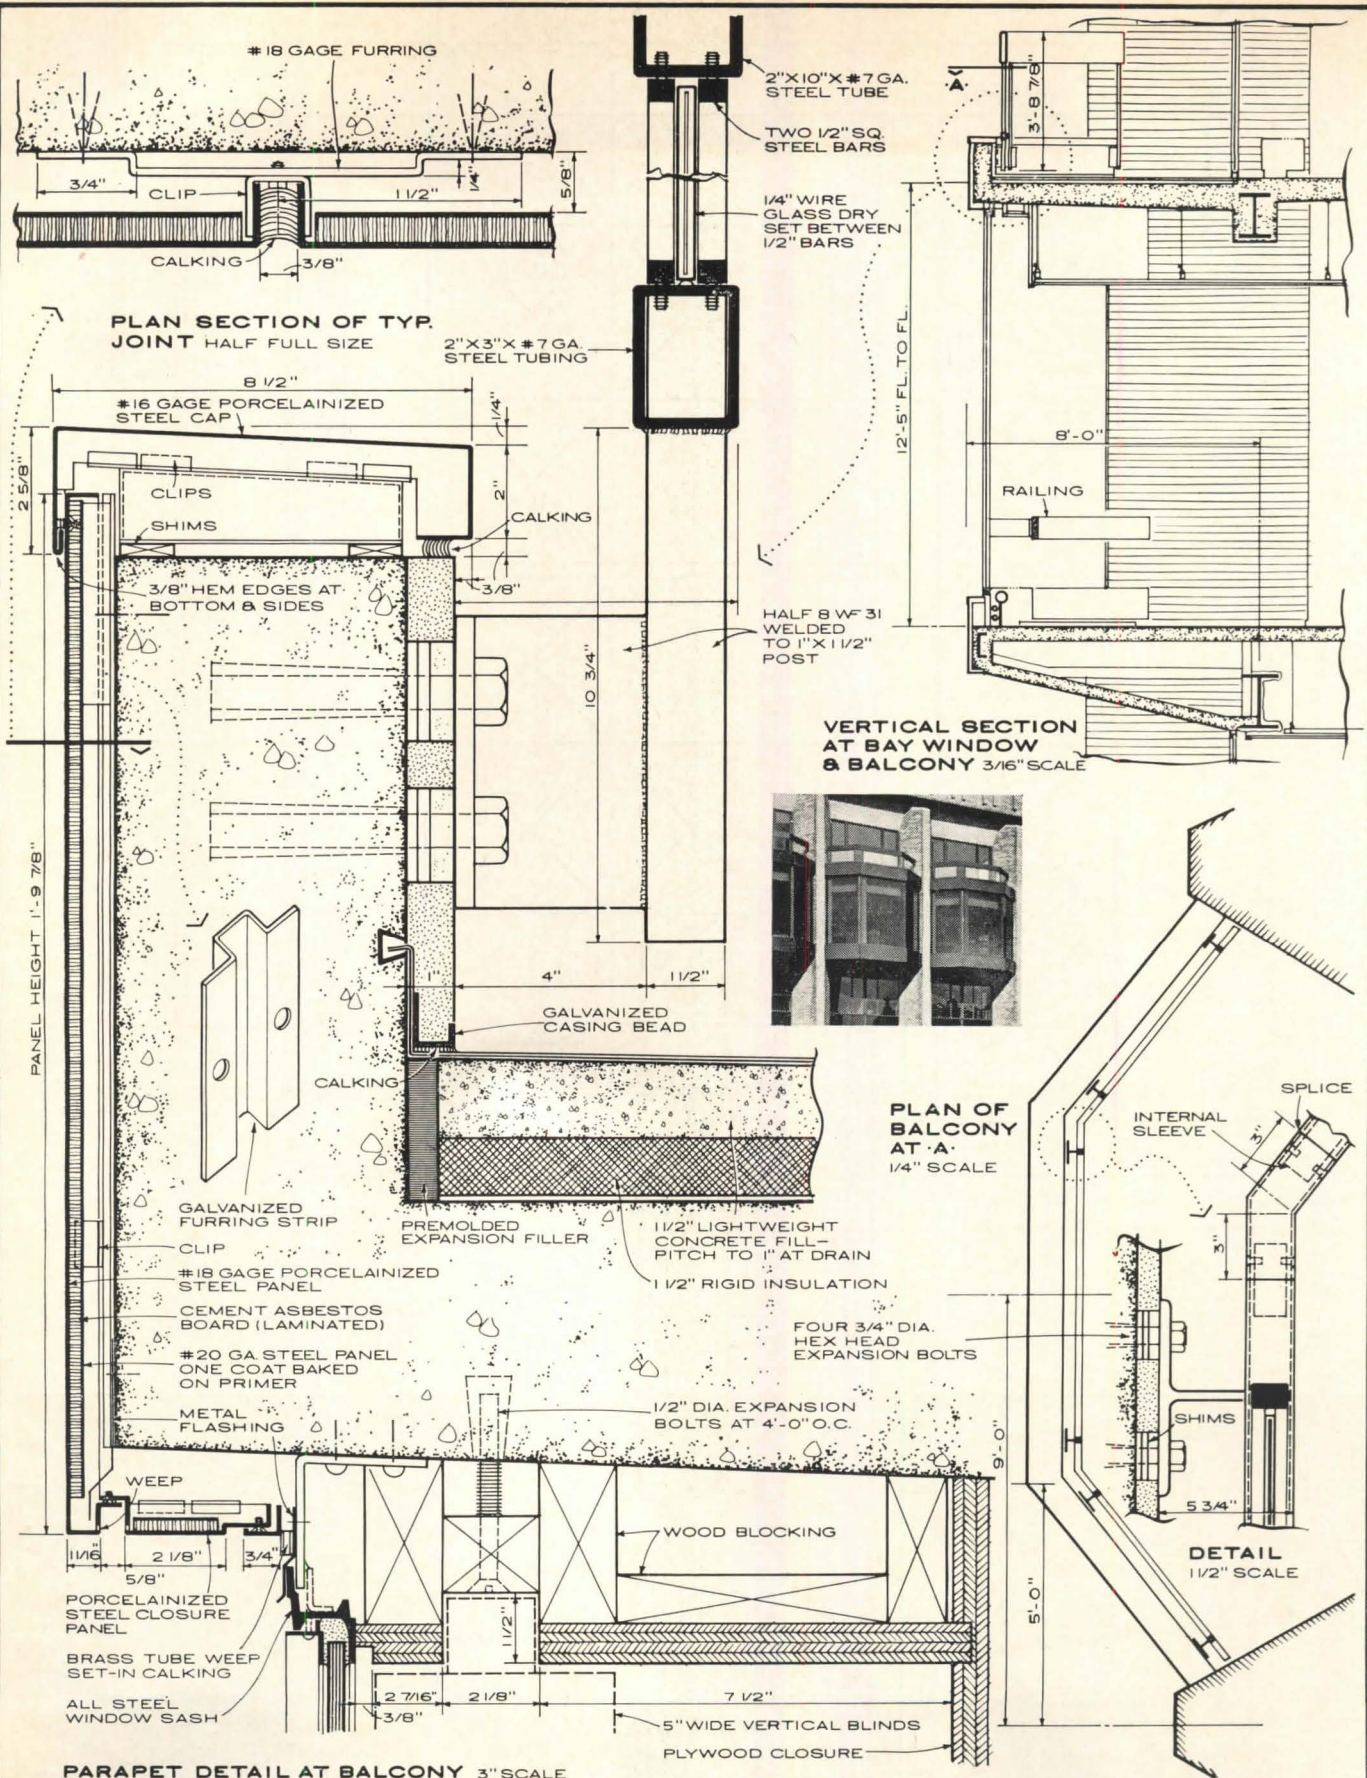 #18 GAGE FURRING
3/4"
CLIP
1 1/2"
1/4"
5/8"
CALKING
3/8"
PLAN SECTION OF TYP.
JOINT HALF FULL SIZE
2"X10"X#7 GA.
STEEL TUBE
TWO 1/2" SQ.
STEEL BARS
1/4" WIRE
GLASS DRY
SET BETWEEN
1/2" BARS
2"X3"X#7 GA.
STEEL TUBING
A
3'-8 7/8"
12'-5" FL. TO FL.
8'-0"
RAILING
VERTICAL SECTION
AT BAY WINDOW
& BALCONY 3/16" SCALE
8 1/2"
#16 GAGE PORCELAINIZED
STEEL CAP
1/4"
2 5/8"
CLIPS
2"
SHIMS
CALKING
3/8" HEM EDGES AT
BOTTOM & SIDES
3/8"
HALF 8 WF 31
WELDED
TO 1"X1 1/2"
POST
10 3/4"
PANEL HEIGHT 1'-9 7/8"
1"
4"
1 1/2"
GALVANIZED
CASING BEAD
CALKING
GALVANIZED
FURRING STRIP
PREMOLDED
EXPANSION FILLER
1 1/2" LIGHTWEIGHT
CONCRETE FILL-
PITCH TO 1" AT DRAIN
1 1/2" RIGID INSULATION
CLIP
#18 GAGE PORCELAINIZED
STEEL PANEL
CEMENT ASBESTOS
BOARD (LAMINATED)
#20 GA. STEEL PANEL
ONE COAT BAKED
ON PRIMER
METAL
FLASHING
1/2" DIA. EXPANSION
BOLTS AT 4'-0" O.C.
WEEP
WOOD BLOCKING
11/16"
2 1/8"
3/4"
5/8"
PORCELAINIZED
STEEL CLOSURE
PANEL
BRASS TUBE WEEP
SET-IN CALKING
ALL STEEL
WINDOW SASH
1 1/2"
2 7/16"
2 1/8"
7 1/2"
3/8"
5" WIDE VERTICAL BLINDS
PLYWOOD CLOSURE
PARAPET DETAIL AT BALCONY 3" SCALE
PLAN OF
BALCONY
AT ·A·
1/4" SCALE
SPLICE
INTERNAL
SLEEVE
3"
3"
FOUR 3/4" DIA.
HEX HEAD
EXPANSION BOLTS
SHIMS
9'-0"
5 3/4"
5'-0"
DETAIL
1 1/2" SCALE